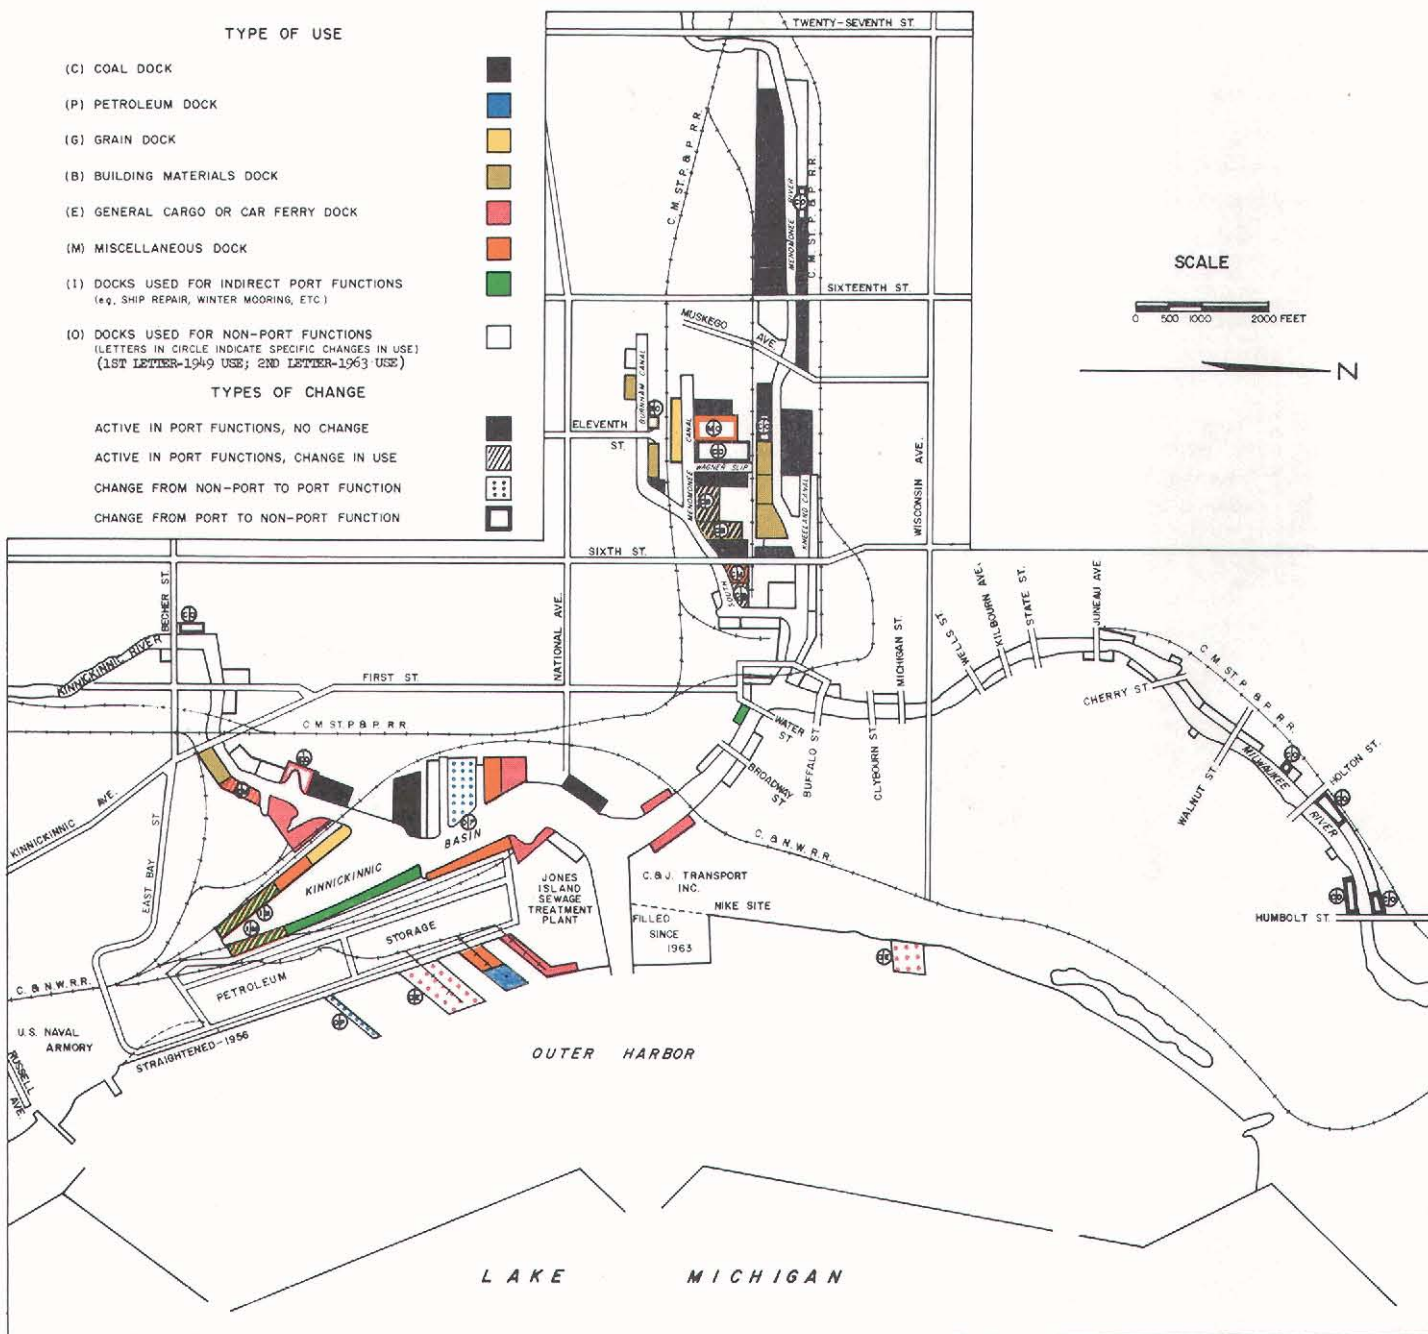 TYPE OF USE
(C) COAL DOCK
(P) PETROLEUM DOCK
(G) GRAIN DOCK
(B) BUILDING MATERIALS DOCK
(E) GENERAL CARGO OR CAR FERRY DOCK
(M) MISCELLANEOUS DOCK
(I) DOCKS USED FOR INDIRECT PORT FUNCTIONS
(eg, SHIP REPAIR, WINTER MOORING, ETC)
(O) DOCKS USED FOR NON-PORT FUNCTIONS
(LETTERS IN CIRCLE INDICATE SPECIFIC CHANGES IN USE)
(1ST LETTER-1949 USE; 2ND LETTER-1963 USE)
TYPES OF CHANGE
ACTIVE IN PORT FUNCTIONS, NO CHANGE
ACTIVE IN PORT FUNCTIONS, CHANGE IN USE
CHANGE FROM NON-PORT TO PORT FUNCTION
CHANGE FROM PORT TO NON-PORT FUNCTION
TWENTY-SEVENTH ST.
C. M. ST. P. & P. R.R.
MENOMONEE RIVER
C. M. ST. P. & P. R.R.
SCALE
0 500 1000 2000 FEET
N
SIXTEENTH ST.
MUSKEGO AVE.
BURNHAM CANAL
ELEVENTH ST.
SOUTH MENOMONEE CANAL
WAGNER SLIP
KNEELAND CANAL
WISCONSIN AVE.
SIXTH ST.
BECHER ST.
NATIONAL AVE.
KINNICKINNIC RIVER
FIRST ST.
C M ST. P & P. R R
WATER ST
BROADWAY ST
BUFFALO ST.
CLYBOURN ST.
MICHIGAN ST.
WELLS ST.
KILBOURN AVE.
STATE ST.
JUNEAU AVE
CHERRY ST.
C. M. ST. P. & P. R.R.
WALNUT ST.
MILWAUKEE RIVER
HOLTON ST.
HUMBOLT ST.
KINNICKINNIC AVE.
EAST BAY ST
KINNICKINNIC BASIN
C. & N.W. R.R.
JONES ISLAND SEWAGE TREATMENT PLANT
C. & J. TRANSPORT INC.
NIKE SITE
FILLED SINCE 1963
STORAGE
PETROLEUM
C. & N.W. R.R.
U.S. NAVAL ARMORY
STRAIGHTENED-1956
RUSSELL AVE.
OUTER HARBOR
LAKE MICHIGAN